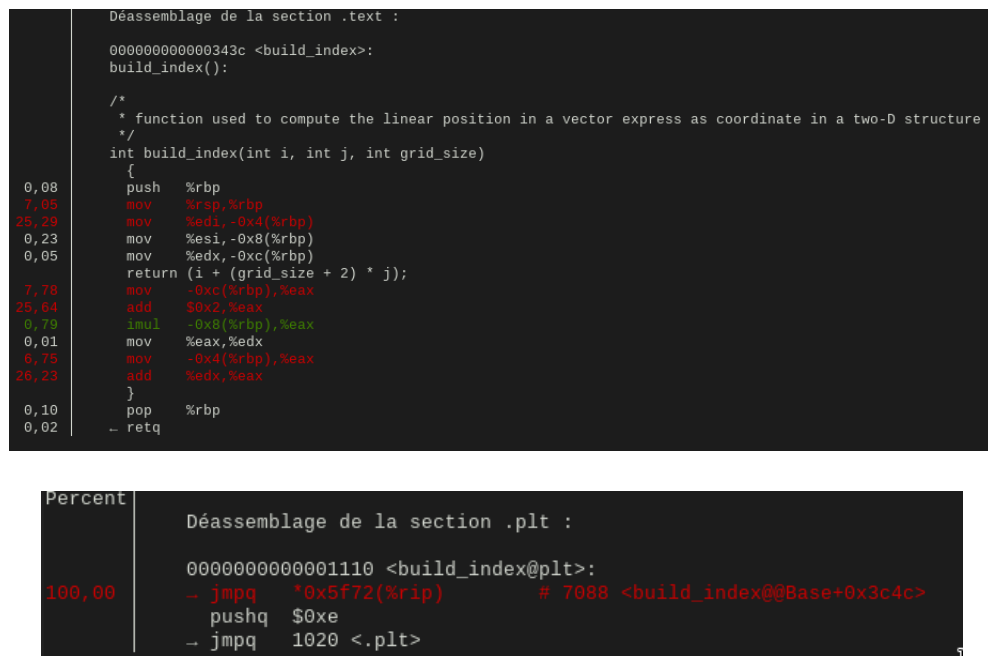 Déassemblage de la section .text :
000000000000343c <build_index>:
build_index():
/*
* function used to compute the linear position in a vector express as coordinate in a two-D structure
*/
int build_index(int i, int j, int grid_size)
{
0,08 push %rbp
7,05 mov %rsp,%rbp
25,29 mov %edi,-0x4(%rbp)
0,23 mov %esi,-0x8(%rbp)
0,05 mov %edx,-0xc(%rbp)
return (i + (grid_size + 2) * j);
7,78 mov -0xc(%rbp),%eax
25,64 add $0x2,%eax
0,79 imul -0x8(%rbp),%eax
0,01 mov %eax,%edx
6,75 mov -0x4(%rbp),%eax
26,23 add %edx,%eax
}
0,10 pop %rbp
0,02 ← retq
Percent
Déassemblage de la section .plt :
0000000000001110 <build_index@plt>:
100,00 → jmpq *0x5f72(%rip) # 7088 <build_index@@Base+0x3c4c>
pushq $0xe
→ jmpq 1020 <.plt>